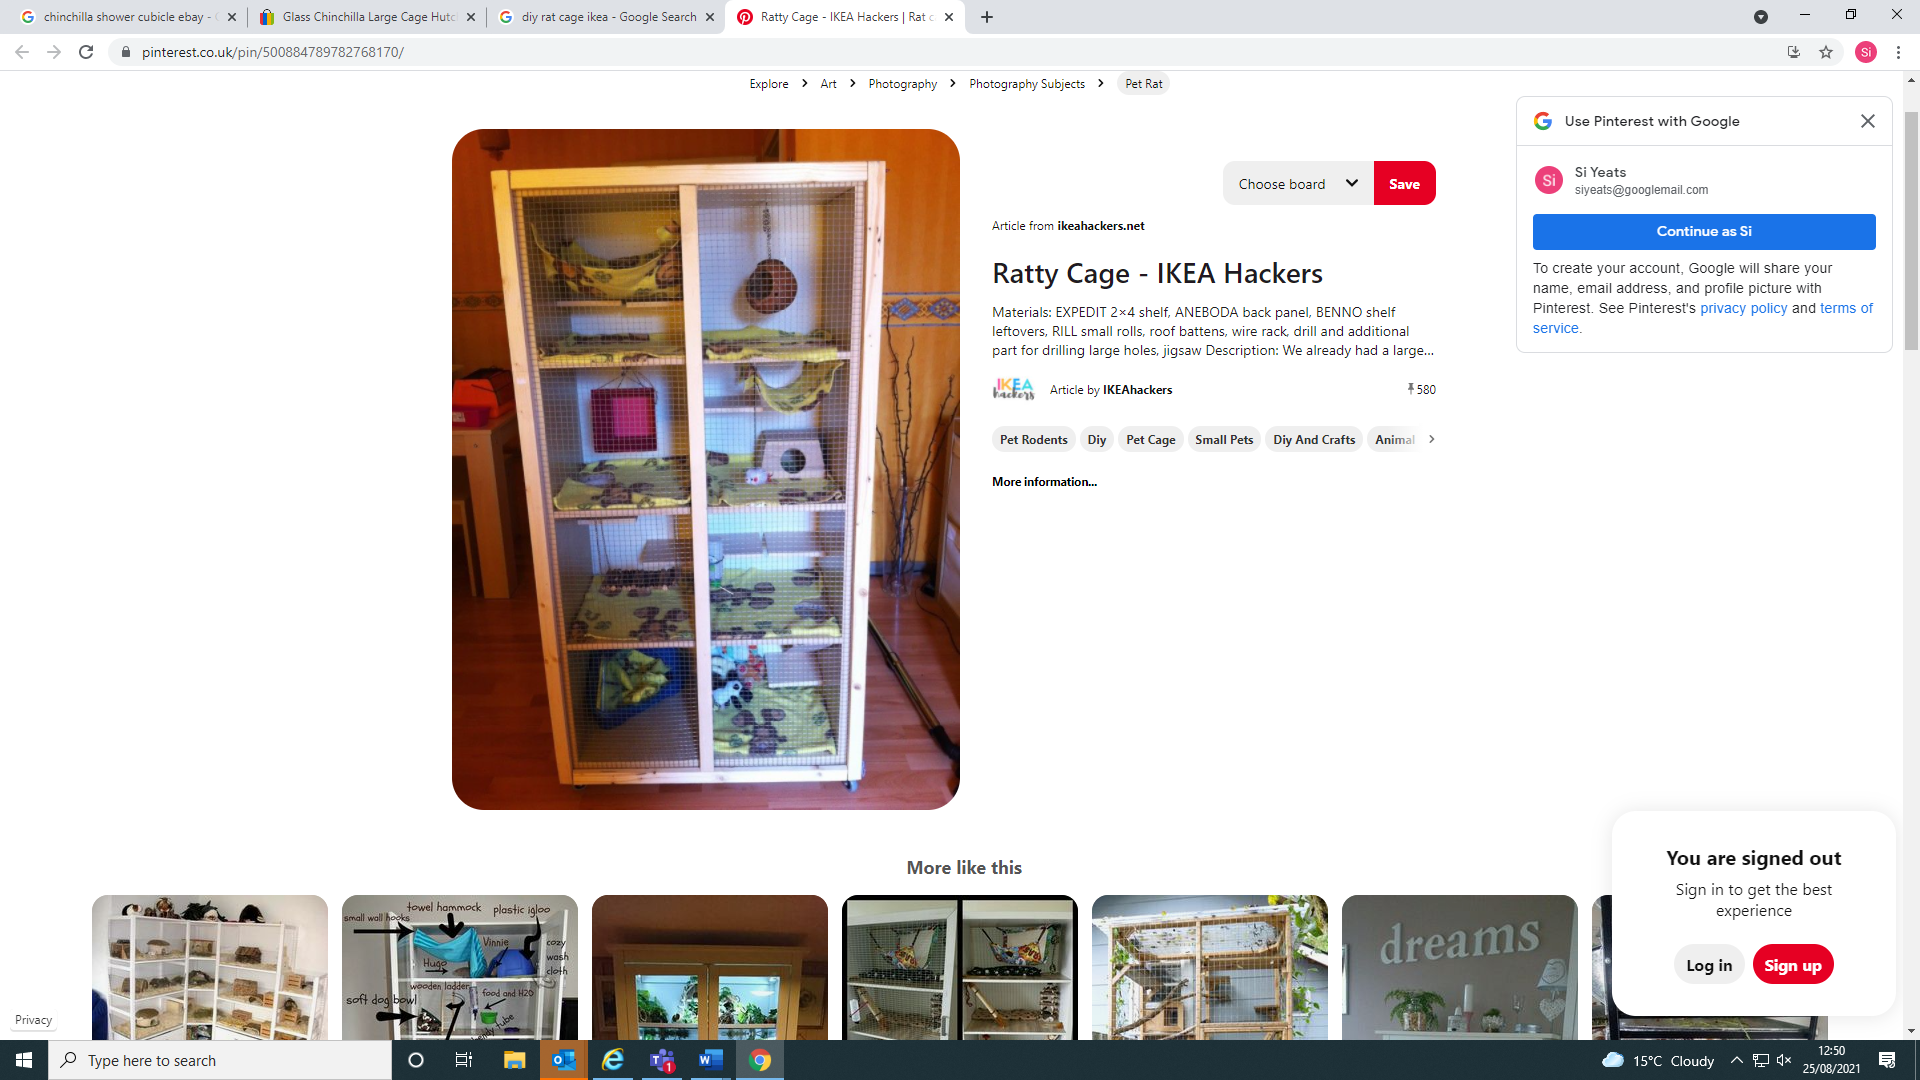 chinchilla shower cubicle ebay -
Glass Chinchilla Large Cage Hutc
diy rat cage ikea - Google Search
Ratty Cage - IKEA Hackers | Rat c
pinterest.co.uk/pin/500884789782768170/
Si
Explore
Art
Photography
Photography Subjects
Pet Rat
Choose board
Save
Article from ikeahackers.net
Ratty Cage - IKEA Hackers
Materials: EXPEDIT 2×4 shelf, ANEBODA back panel, BENNO shelf
leftovers, RILL small rolls, roof battens, wire rack, drill and additional
part for drilling large holes, jigsaw Description: We already had a large...
IKEA
hackers
Article by IKEAhackers
580
Pet Rodents
Diy
Pet Cage
Small Pets
Diy And Crafts
Animal
More information...
Use Pinterest with Google
Si
Si Yeats
siyeats@googlemail.com
Continue as Si
To create your account, Google will share your
name, email address, and profile picture with
Pinterest. See Pinterest's privacy policy and terms of
service.
More like this
small wall hooks
towel hammock
plastic igloo
Vinnie
Hugo
cozy
wash
cloth
wooden ladder
food and H2O
soft dog bowl
tube
dreams
You are signed out
Sign in to get the best
experience
Log in
Sign up
Privacy
Type here to search
1
15°C Cloudy
12:50
25/08/2021